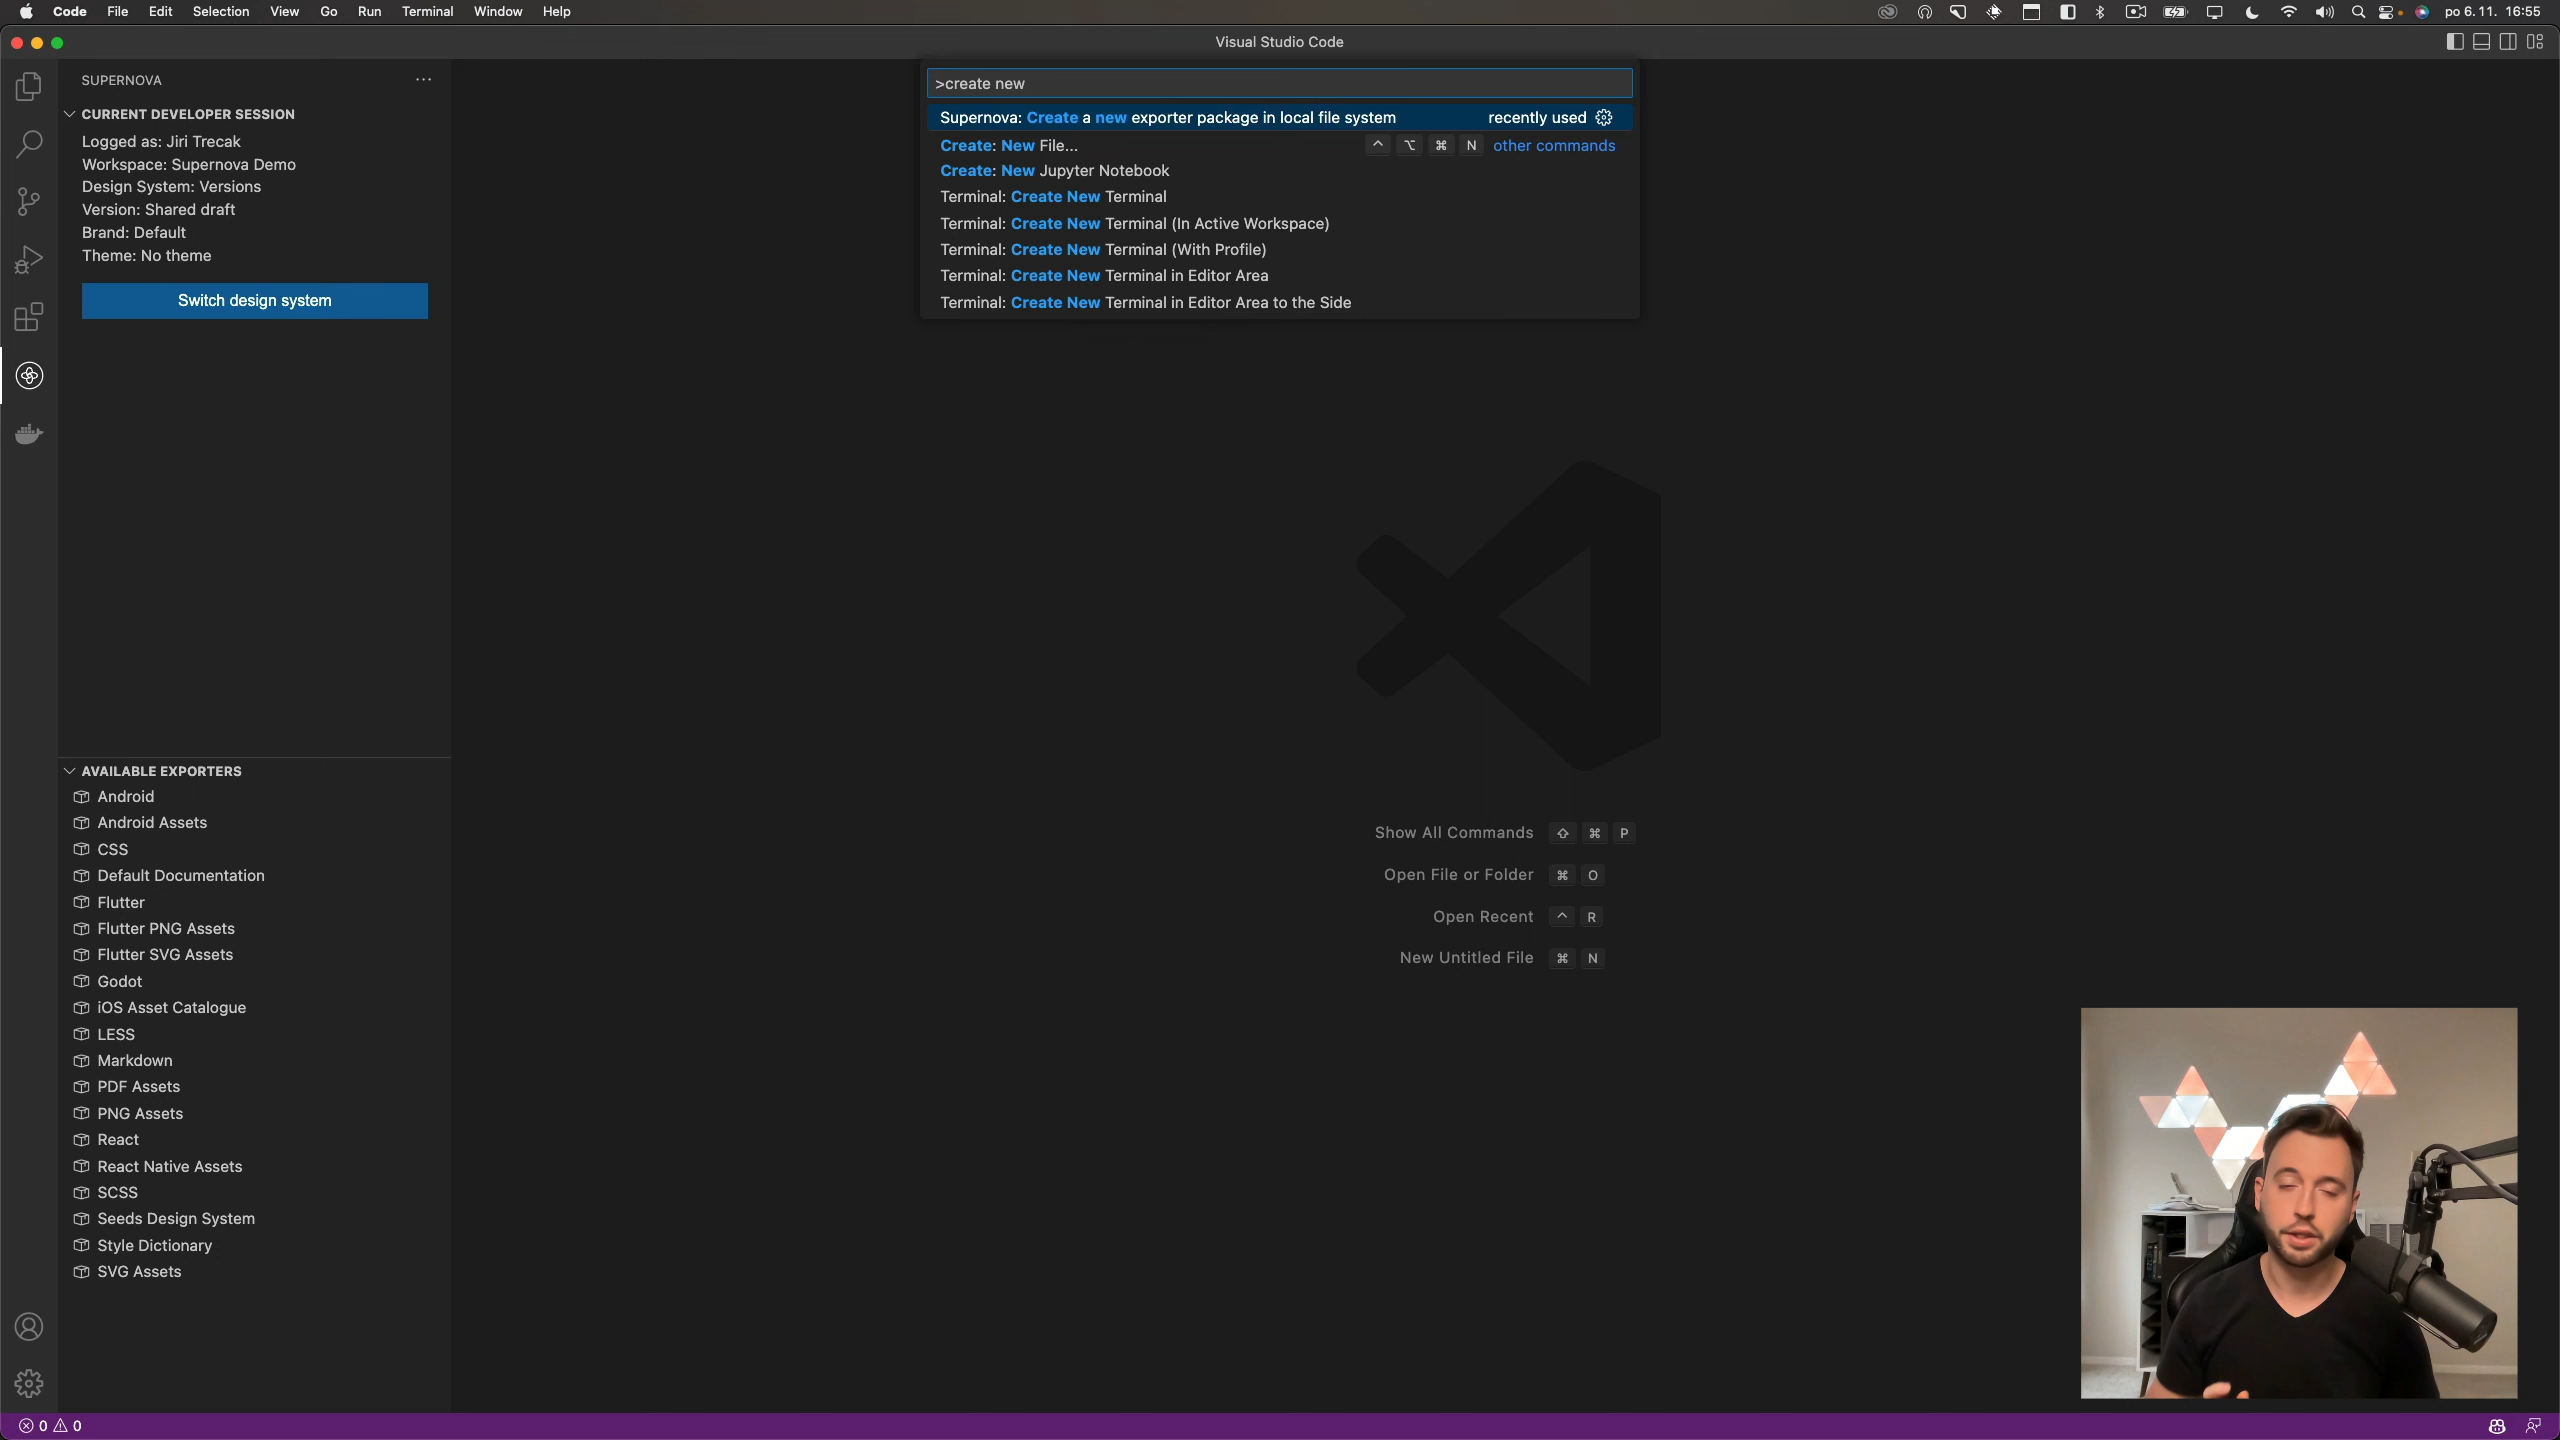 Code File Edit Selection View Go Run Terminal Window Help
po 6. 11. 16:55
Visual Studio Code
SUPERNOVA
CURRENT DEVELOPER SESSION
Logged as: Jiri Trecak
Workspace: Supernova Demo
Design System: Versions
Version: Shared draft
Brand: Default
Theme: No theme
Switch design system
>create new
Supernova: Create a new exporter package in local file system recently used
Create: New File... ^ ⌥ ⌘ N other commands
Create: New Jupyter Notebook
Terminal: Create New Terminal
Terminal: Create New Terminal (In Active Workspace)
Terminal: Create New Terminal (With Profile)
Terminal: Create New Terminal in Editor Area
Terminal: Create New Terminal in Editor Area to the Side
Show All Commands ⇧ ⌘ P
Open File or Folder ⌘ O
Open Recent ^ R
New Untitled File ⌘ N
AVAILABLE EXPORTERS
Android
Android Assets
CSS
Default Documentation
Flutter
Flutter PNG Assets
Flutter SVG Assets
Godot
iOS Asset Catalogue
LESS
Markdown
PDF Assets
PNG Assets
React
React Native Assets
SCSS
Seeds Design System
Style Dictionary
SVG Assets
0 0